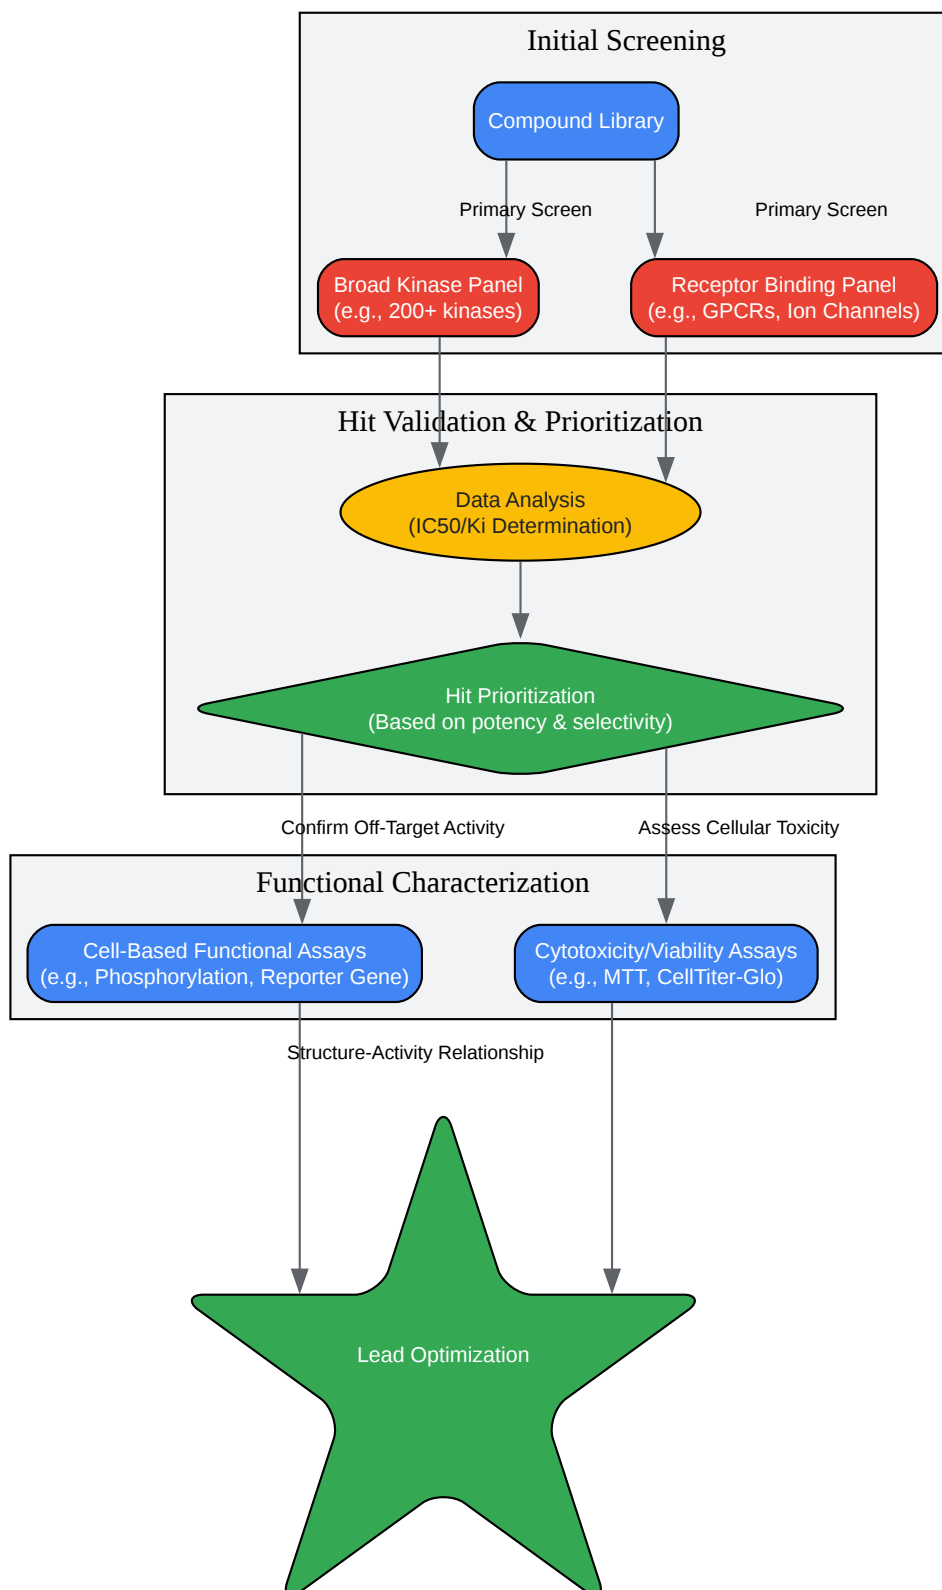 Initial Screening
Compound Library
Primary Screen
Primary Screen
Broad Kinase Panel
(e.g., 200+ kinases)
Receptor Binding Panel
(e.g., GPCRs, Ion Channels)
Hit Validation & Prioritization
Data Analysis
(IC50/Ki Determination)
Hit Prioritization
(Based on potency & selectivity)
Confirm Off-Target Activity
Assess Cellular Toxicity
Functional Characterization
Cell-Based Functional Assays
(e.g., Phosphorylation, Reporter Gene)
Cytotoxicity/Viability Assays
(e.g., MTT, CellTiter-Glo)
Structure-Activity Relationship
Lead Optimization